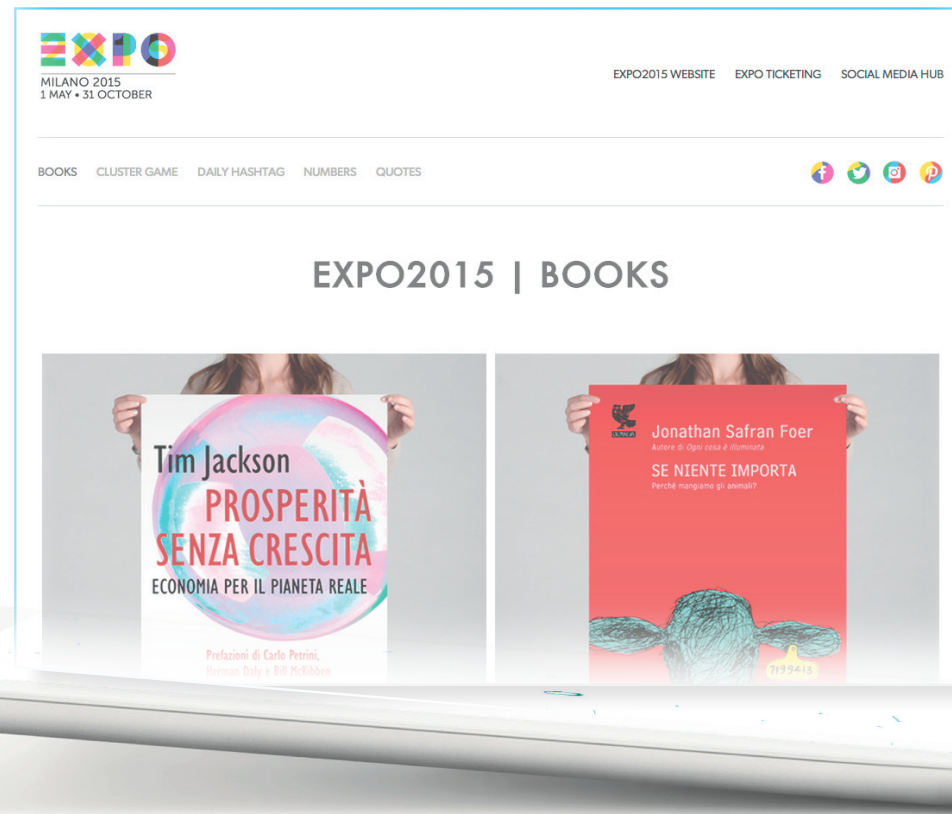 EXPO
MILANO 2015
1 MAY • 31 OCTOBER
EXPO2015 WEBSITE EXPO TICKETING SOCIAL MEDIA HUB
BOOKS CLUSTER GAME DAILY HASHTAG NUMBERS QUOTES
EXPO2015 | BOOKS
Tim Jackson
PROSPERITÀ
SENZA CRESCITA
ECONOMIA PER IL PIANETA REALE
Prefazioni di Carlo Petrini,
Herman Daly e Bill McKibben
Jonathan Safran Foer
Autore di Ogni cosa è illuminata
SE NIENTE IMPORTA
Perché mangiamo gli animali?
7199413